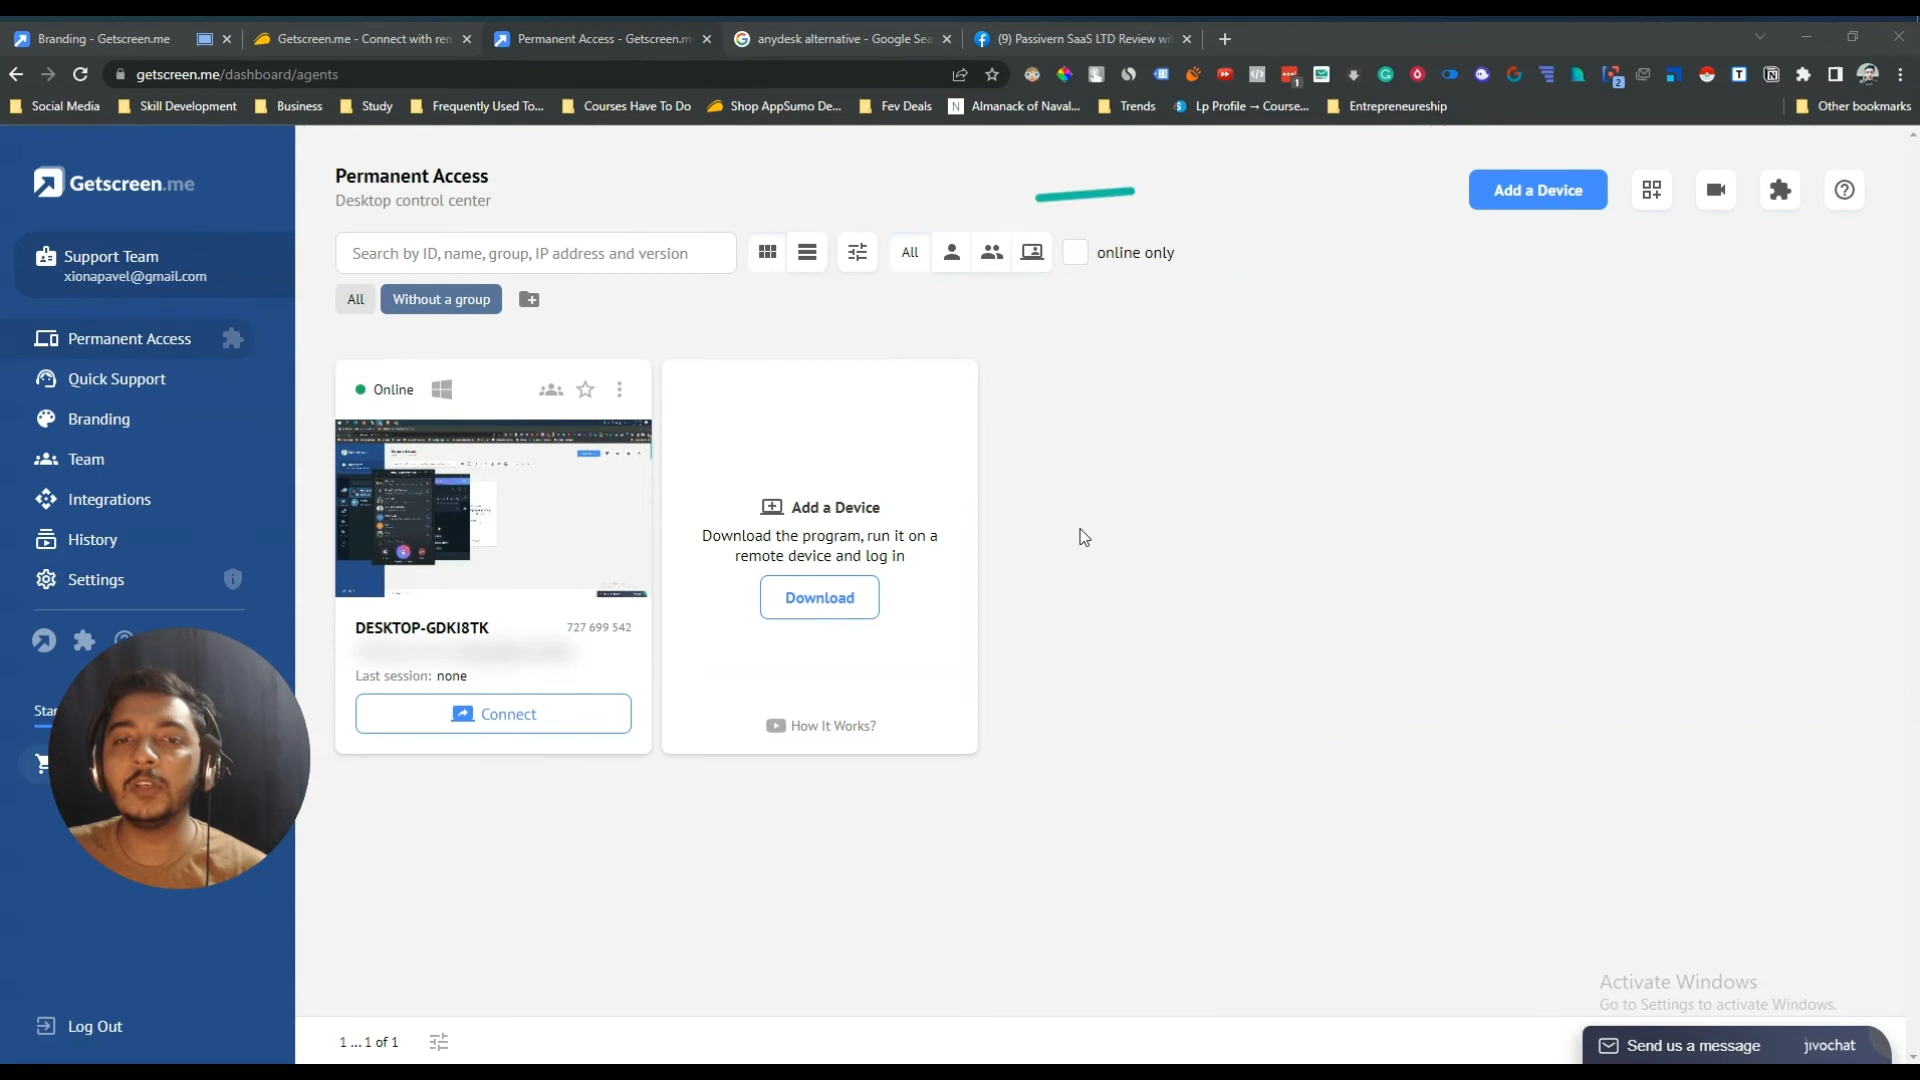 Branding - Getscreen.me
Getscreen.me - Connect with ren
Permanent Access - Getscreen.m
anydesk alternative - Google Sea
(9) Passivern SaaS LTD Review wit
getscreen.me/dashboard/agents
Social Media
Skill Development
Business
Study
Frequently Used To...
Courses Have To Do
Shop AppSumo De...
Fev Deals
Almanack of Naval...
Trends
Lp Profile → Course...
Entrepreneureship
Other bookmarks
Getscreen.me
Support Team
xionapavel@gmail.com
Permanent Access
Quick Support
Branding
Team
Integrations
History
Settings
Log Out
Permanent Access
Desktop control center
Add a Device
Search by ID, name, group, IP address and version
All
online only
All
Without a group
Online
DESKTOP-GDKI8TK
727 699 542
Last session: none
Connect
Add a Device
Download the program, run it on a
remote device and log in
Download
How It Works?
Activate Windows
Go to Settings to activate Windows.
1 ... 1 of 1
Send us a message
jivochat